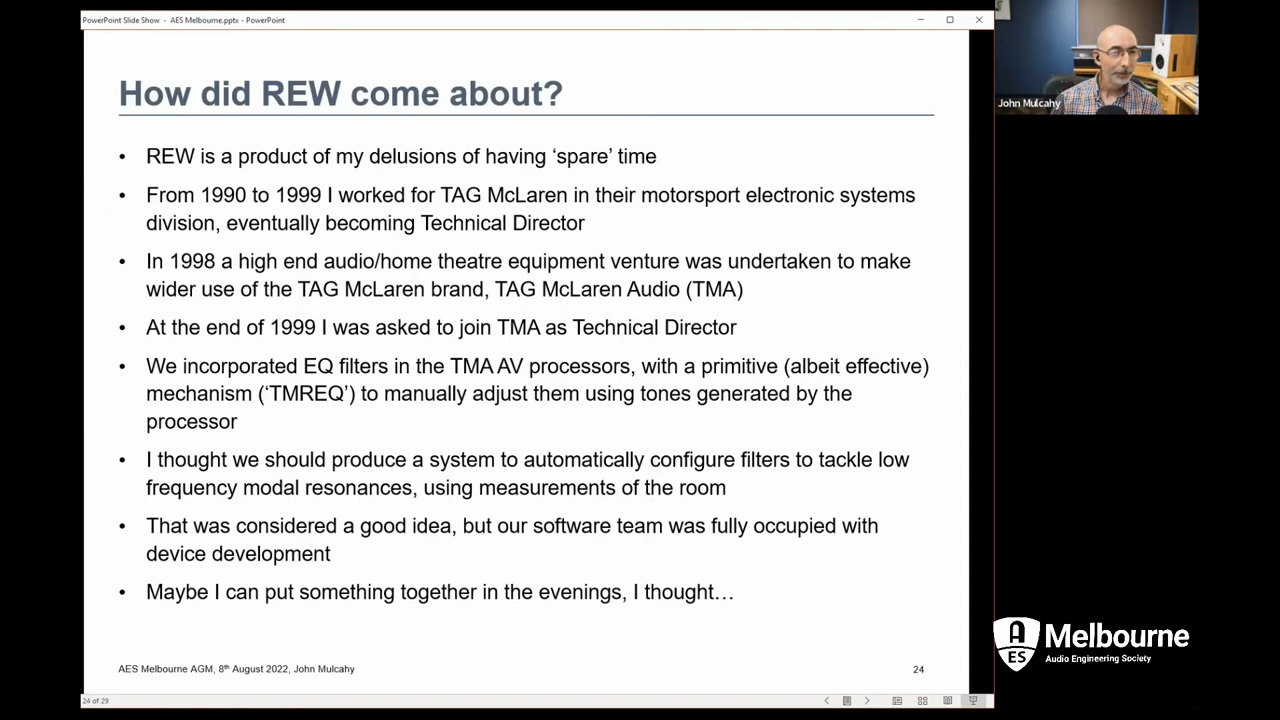 PowerPoint Slide Show - AES Melbourne.pptx - PowerPoint
How did REW come about?
• REW is a product of my delusions of having ‘spare’ time
• From 1990 to 1999 I worked for TAG McLaren in their motorsport electronic systems
division, eventually becoming Technical Director
• In 1998 a high end audio/home theatre equipment venture was undertaken to make
wider use of the TAG McLaren brand, TAG McLaren Audio (TMA)
• At the end of 1999 I was asked to join TMA as Technical Director
• We incorporated EQ filters in the TMA AV processors, with a primitive (albeit effective)
mechanism (‘TMREQ’) to manually adjust them using tones generated by the
processor
• I thought we should produce a system to automatically configure filters to tackle low
frequency modal resonances, using measurements of the room
• That was considered a good idea, but our software team was fully occupied with
device development
• Maybe I can put something together in the evenings, I thought…
AES Melbourne AGM, 8th August 2022, John Mulcahy
24
24 of 29
John Mulcahy
AES
Melbourne
Audio Engineering Society